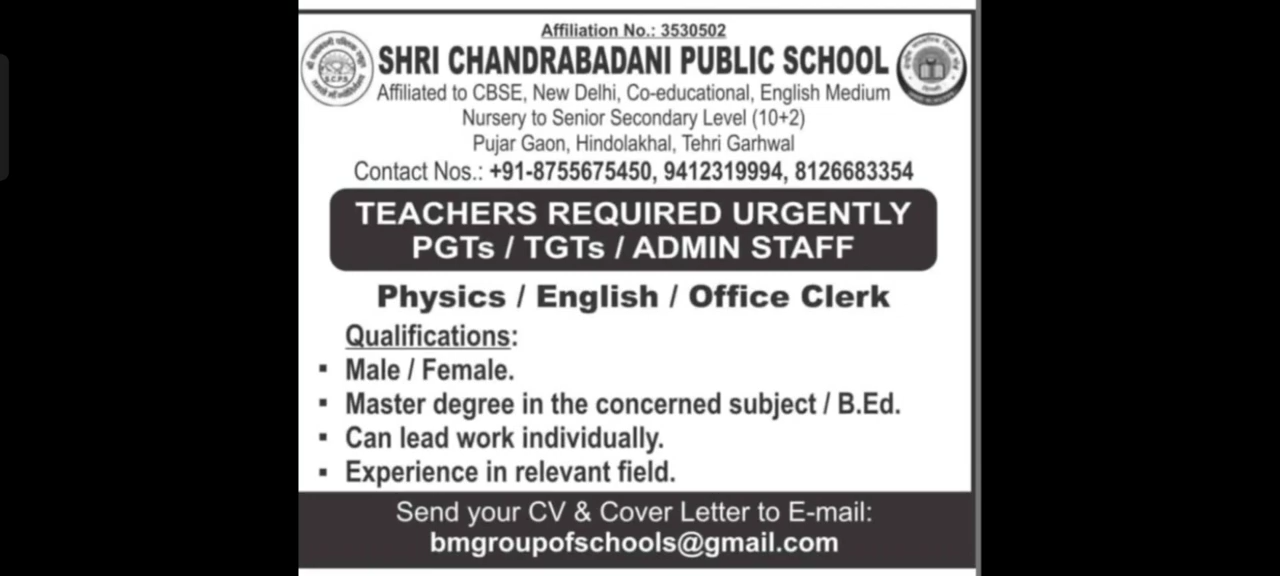 Affiliation No.: 3530502
SHRI CHANDRABADANI PUBLIC SCHOOL
Affiliated to CBSE, New Delhi, Co-educational, English Medium
Nursery to Senior Secondary Level (10+2)
Pujar Gaon, Hindolakhal, Tehri Garhwal
Contact Nos.: +91-8755675450, 9412319994, 8126683354
TEACHERS REQUIRED URGENTLY
PGTs / TGTs / ADMIN STAFF
Physics / English / Office Clerk
Qualifications:
▪ Male / Female.
▪ Master degree in the concerned subject / B.Ed.
▪ Can lead work individually.
▪ Experience in relevant field.
Send your CV & Cover Letter to E-mail:
bmgroupofschools@gmail.com
S.C.P.S.